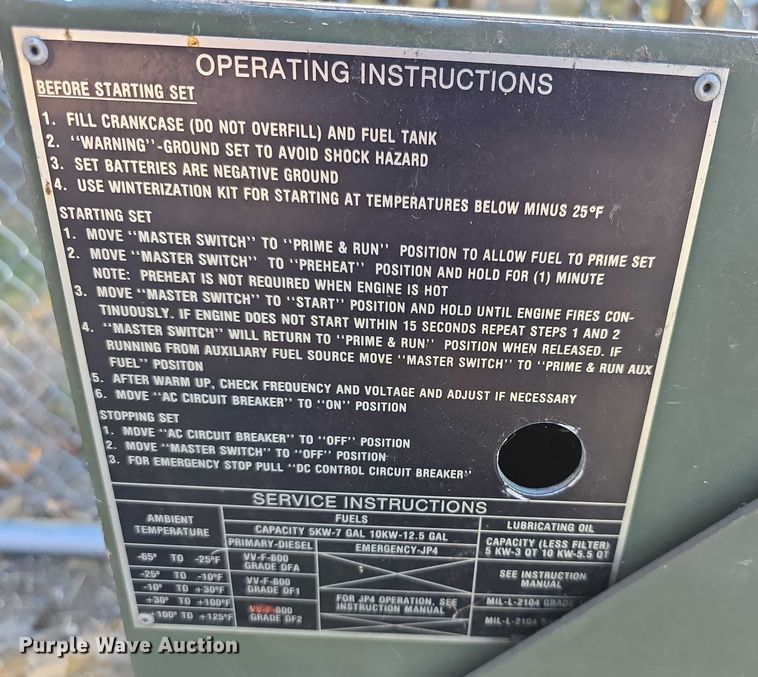 OPERATING INSTRUCTIONS
BEFORE STARTING SET
1. FILL CRANKCASE (DO NOT OVERFILL) AND FUEL TANK
2. "WARNING"-GROUND SET TO AVOID SHOCK HAZARD
3. SET BATTERIES ARE NEGATIVE GROUND
4. USE WINTERIZATION KIT FOR STARTING AT TEMPERATURES BELOW MINUS 25°F
STARTING SET
1. MOVE "MASTER SWITCH" TO "PRIME & RUN" POSITION TO ALLOW FUEL TO PRIME SET
2. MOVE "MASTER SWITCH" TO "PREHEAT" POSITION AND HOLD FOR (1) MINUTE
NOTE: PREHEAT IS NOT REQUIRED WHEN ENGINE IS HOT
3. MOVE "MASTER SWITCH" TO "START" POSITION AND HOLD UNTIL ENGINE FIRES CON-
TINUOUSLY. IF ENGINE DOES NOT START WITHIN 15 SECONDS REPEAT STEPS 1 AND 2
4. "MASTER SWITCH" WILL RETURN TO "PRIME & RUN" POSITION WHEN RELEASED. IF
RUNNING FROM AUXILIARY FUEL SOURCE MOVE "MASTER SWITCH" TO "PRIME & RUN AUX
FUEL" POSITON
5. AFTER WARM UP, CHECK FREQUENCY AND VOLTAGE AND ADJUST IF NECESSARY
6. MOVE "AC CIRCUIT BREAKER" TO "ON" POSITION
STOPPING SET
1. MOVE "AC CIRCUIT BREAKER" TO "OFF" POSITION
2. MOVE "MASTER SWITCH" TO "OFF" POSITION
3. FOR EMERGENCY STOP PULL "DC CONTROL CIRCUIT BREAKER"
SERVICE INSTRUCTIONS
AMBIENT TEMPERATURE
FUELS
LUBRICATING OIL
CAPACITY 5KW-7 GAL 10KW-12.5 GAL
CAPACITY (LESS FILTER)
5 KW-3 QT 10 KW-5.5 QT
PRIMARY-DIESEL EMERGENCY-JP4
-65° TO -25°F VV-F-800 GRADE DFA
SEE INSTRUCTION MANUAL
-25° TO -10°F
-10° TO +30°F
VV-F-800 GRADE DF1
+30° TO +100°F
FOR JP4 OPERATION, SEE INSTRUCTION MANUAL
MIL-L-2104 GRADE
+100° TO +125°F
VV-F-800 GRADE DF2
MIL-L-2104
Purple Wave Auction